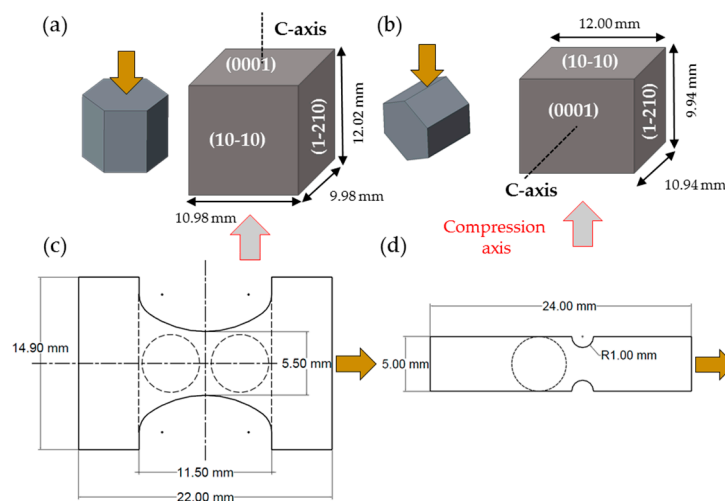 (a)
C-axis
(0001)
(10-10)
(1-210)
12.02 mm
9.98 mm
10.98 mm
(b)
12.00 mm
(10-10)
(0001)
(1-210)
9.94 mm
C-axis
10.94 mm
Compression
axis
(c)
14.90 mm
5.50 mm
11.50 mm
22.00 mm
(d)
24.00 mm
5.00 mm
R1.00 mm